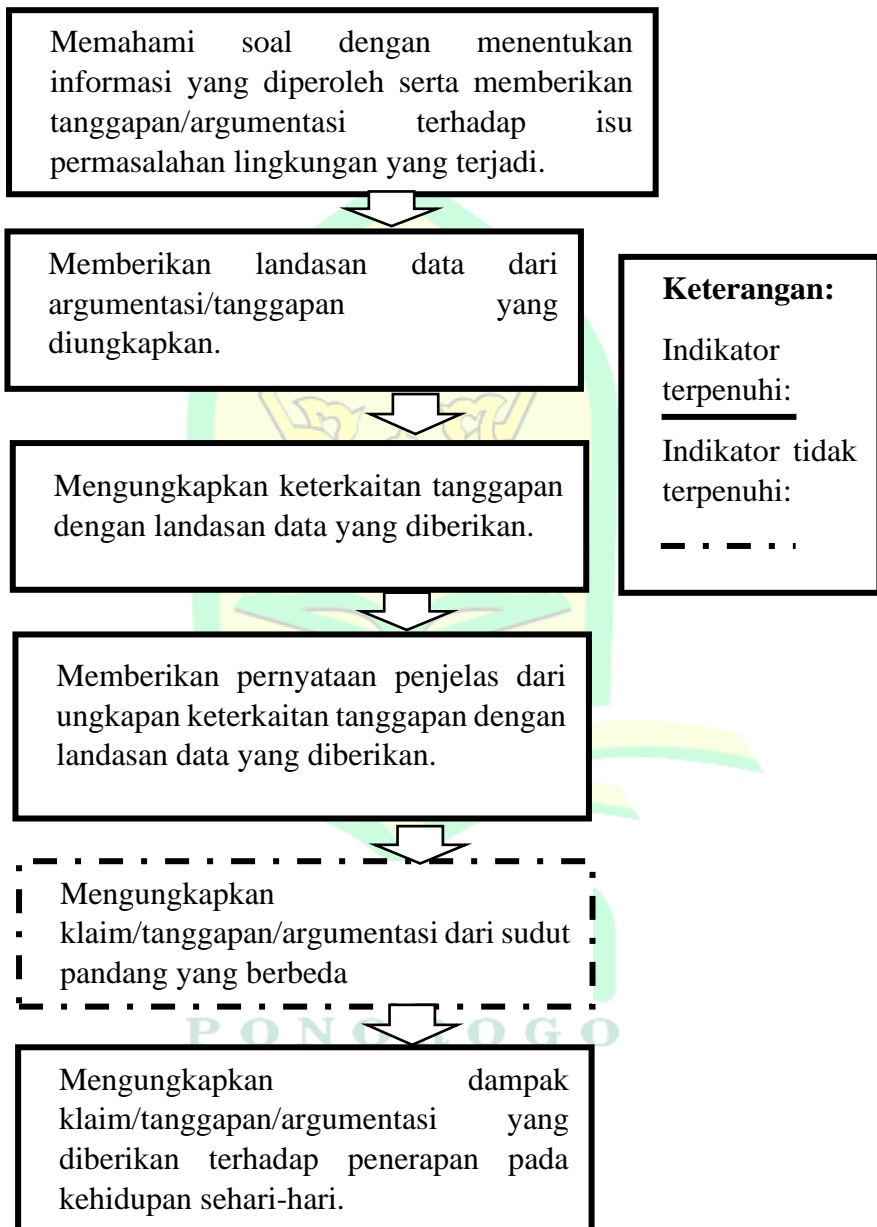 Memahami soal dengan menentukan
informasi yang diperoleh serta memberikan
tanggapan/argumentasi terhadap isu
permasalahan lingkungan yang terjadi.
Memberikan landasan data dari
argumentasi/tanggapan yang
diungkapkan.
Keterangan:
Indikator
terpenuhi:
Indikator tidak
terpenuhi:
Mengungkapkan keterkaitan tanggapan
dengan landasan data yang diberikan.
Memberikan pernyataan penjelas dari
ungkapan keterkaitan tanggapan dengan
landasan data yang diberikan.
Mengungkapkan
klaim/tanggapan/argumentasi dari sudut
pandang yang berbeda
PONOROGO
Mengungkapkan dampak
klaim/tanggapan/argumentasi yang
diberikan terhadap penerapan pada
kehidupan sehari-hari.